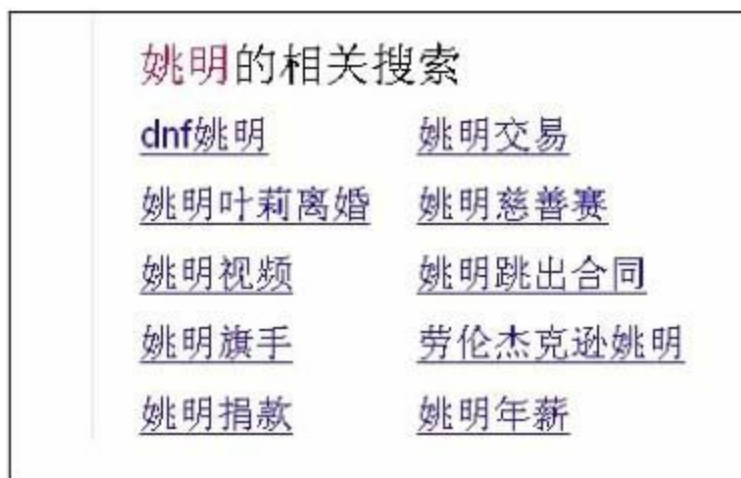 姚明的相关搜索
dnf姚明 姚明交易
姚明叶莉离婚 姚明慈善赛
姚明视频 姚明跳出合同
姚明旗手 劳伦杰克逊姚明
姚明捐款 姚明年薪